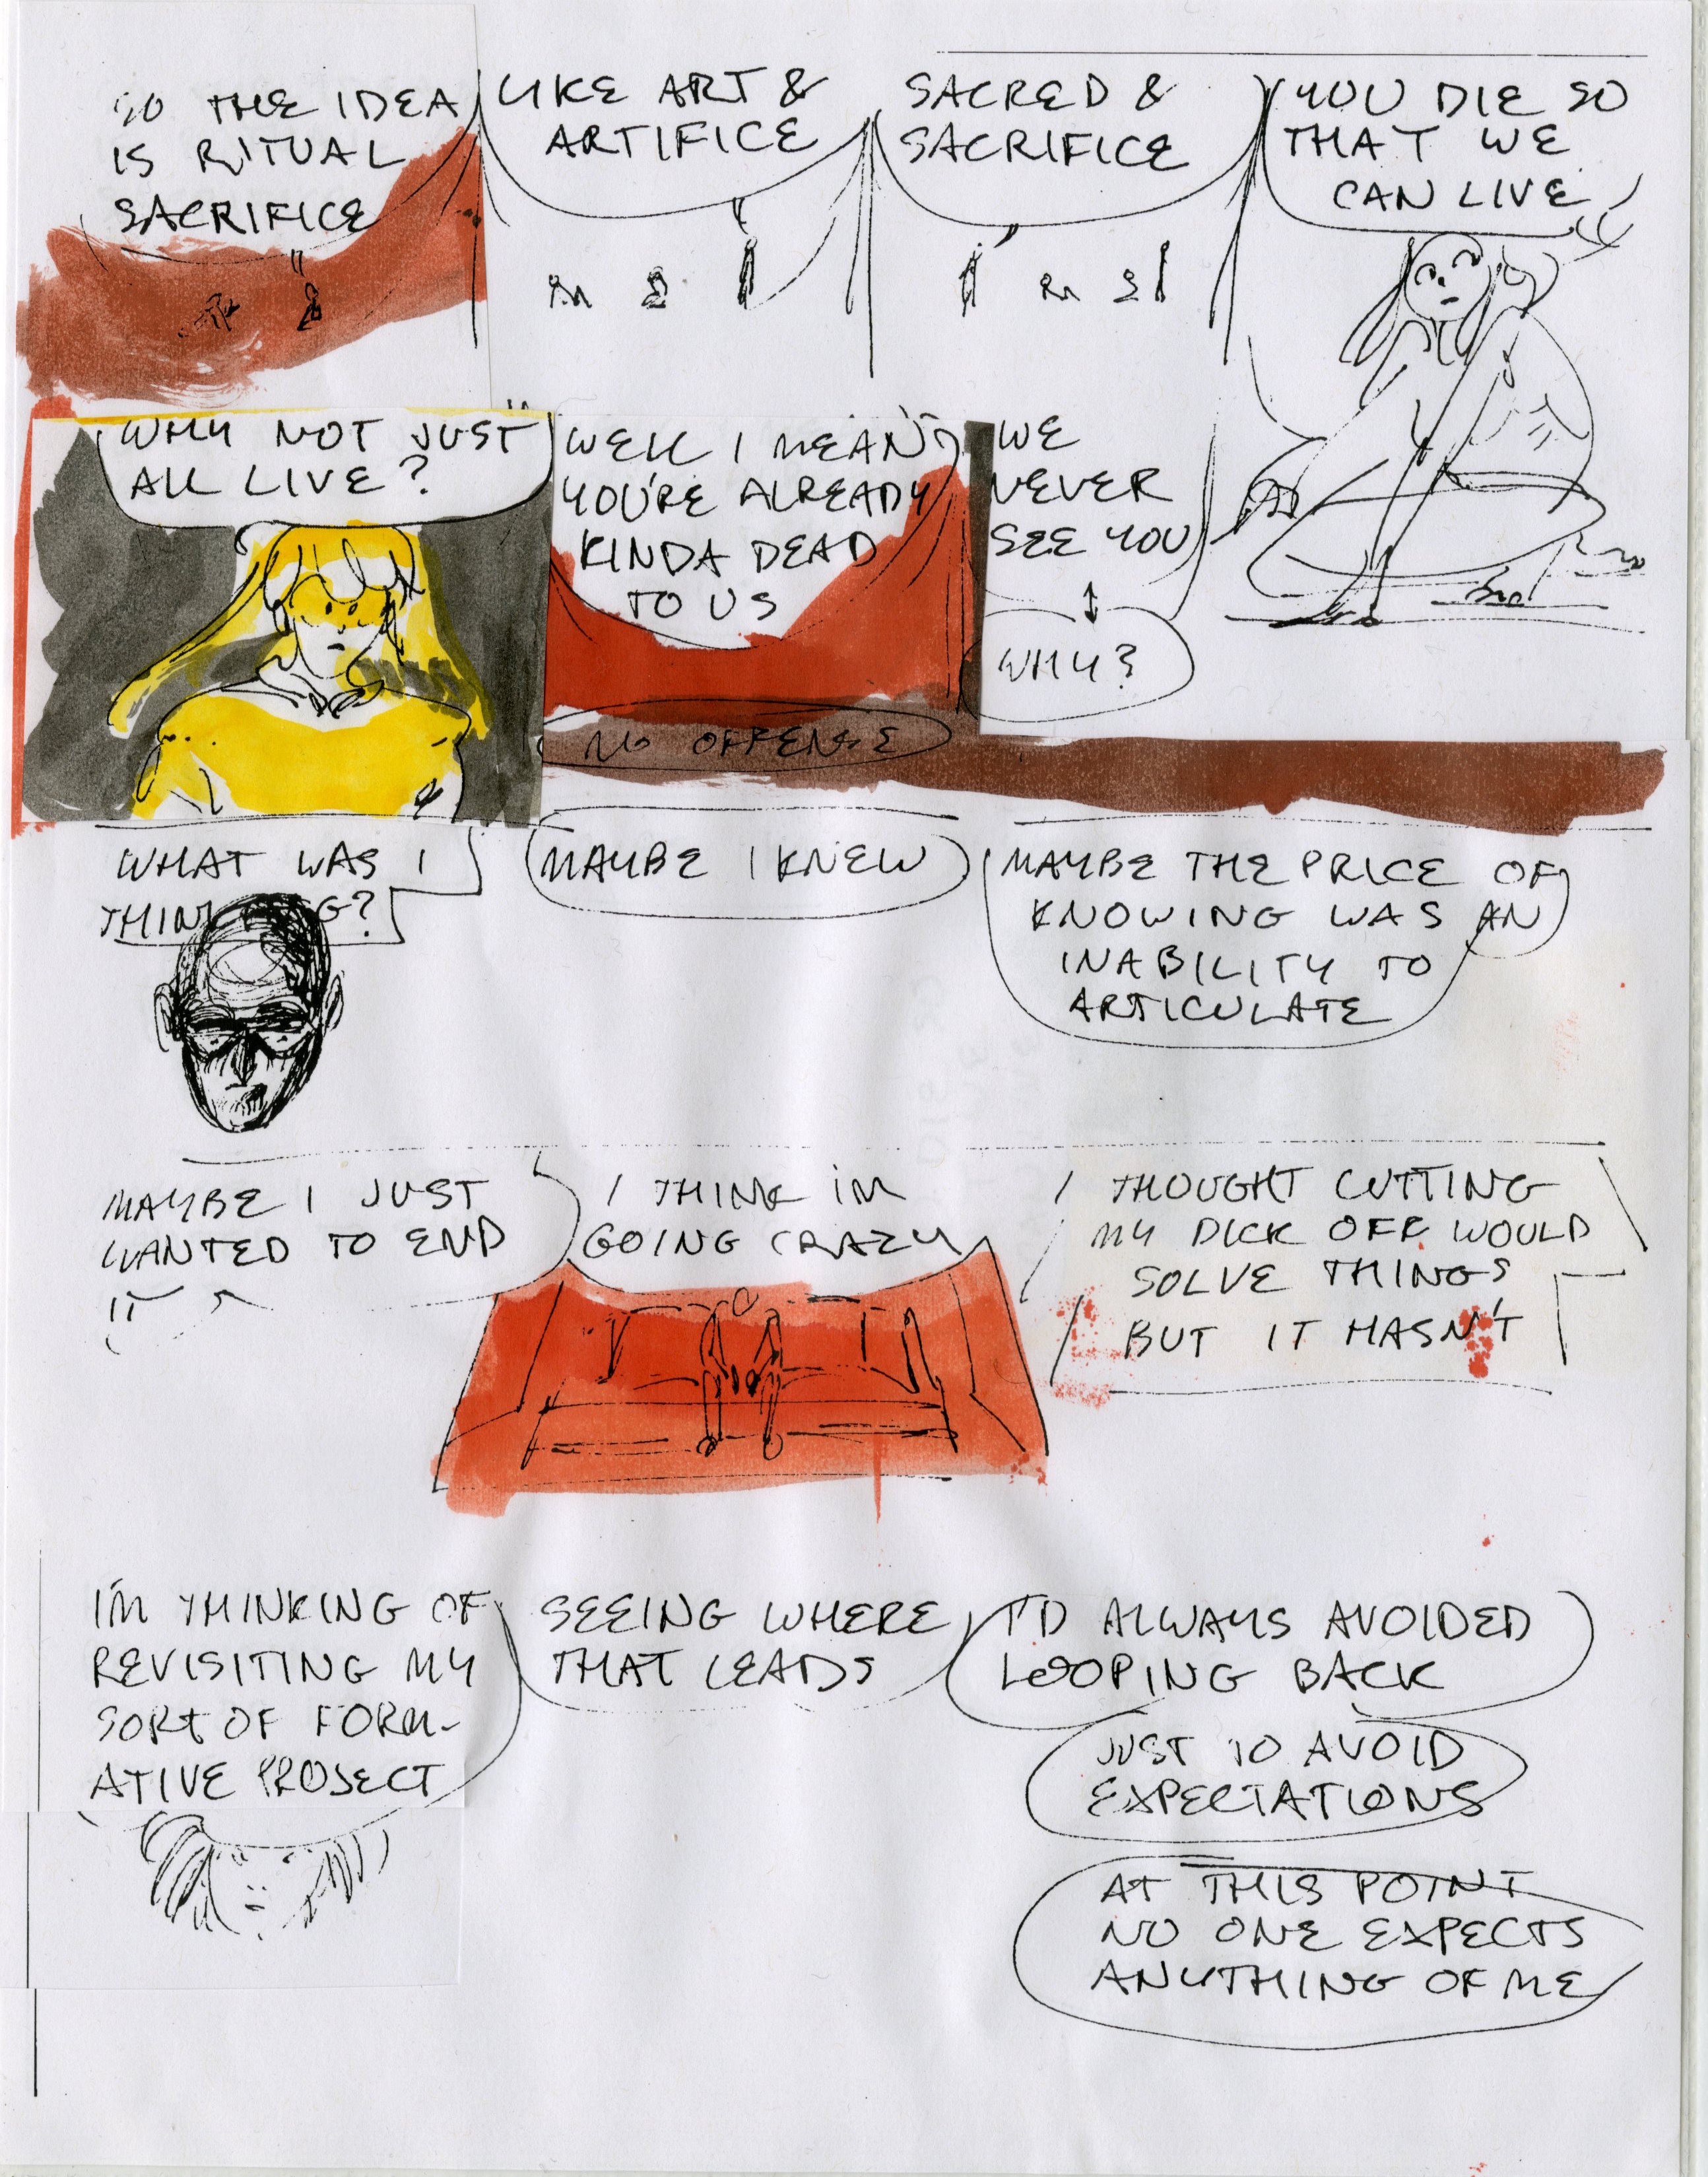 SO THE IDEA
IS RITUAL
SACRIFICE
LIKE ART &
ARTIFICE
SACRED &
SACRIFICE
YOU DIE SO
THAT WE
CAN LIVE
WHY NOT JUST
ALL LIVE?
WELL I MEAN
YOU'RE ALREADY
KINDA DEAD
TO US
NO OFFENSE
WE
NEVER
SEE YOU
WHY?
WHAT WAS I
THINKING?
MAYBE I KNEW
MAYBE THE PRICE OF
KNOWING WAS AN
INABILITY TO
ARTICULATE
MAYBE I JUST
WANTED TO END
IT
I THINK I'M
GOING CRAZY
THOUGHT CUTTING
MY DICK OFF WOULD
SOLVE THINGS
BUT IT HASN'T
I'M THINKING OF
REVISITING MY
SORT OF FORM-
ATIVE PROJECT
SEEING WHERE
THAT LEADS
I'D ALWAYS AVOIDED
LOOPING BACK
JUST TO AVOID
EXPECTATIONS
AT THIS POINT
NO ONE EXPECTS
ANYTHING OF ME